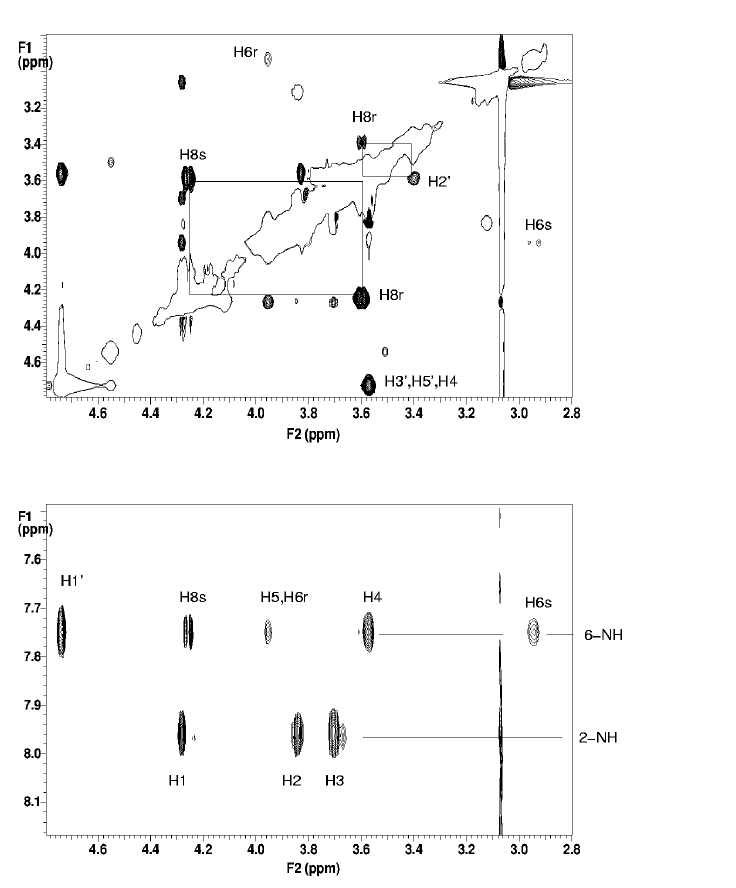 F1
(ppm)
H6r
3.2
H8r
3.4
H8s
3.6
H2'
3.8
H6s
4.0
4.2
H8r
4.4
4.6
H3',H5',H4
4.6 4.4 4.2 4.0 3.8 3.6 3.4 3.2 3.0 2.8
F2 (ppm)
F1
(ppm)
7.6
H1'
H8s H5,H6r H4 H6s
7.7
6-NH
7.8
7.9
2-NH
8.0
H1 H2 H3
8.1
4.6 4.4 4.2 4.0 3.8 3.6 3.4 3.2 3.0 2.8
F2 (ppm)